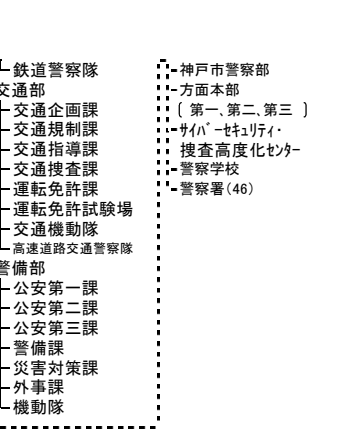 鉄道警察隊
交通部
交通企画課
交通規制課
交通指導課
交通捜査課
運転免許課
運転免許試験場
交通機動隊
高速道路交通警察隊
警備部
公安第一課
公安第二課
公安第三課
警備課
災害対策課
外事課
機動隊
神戸市警察部
方面本部
(第一、第二、第三 )
ｻｲﾊﾞｰｾｷｭﾘﾃｨ・
捜査高度化ｾﾝﾀｰ
警察学校
警察署(46)